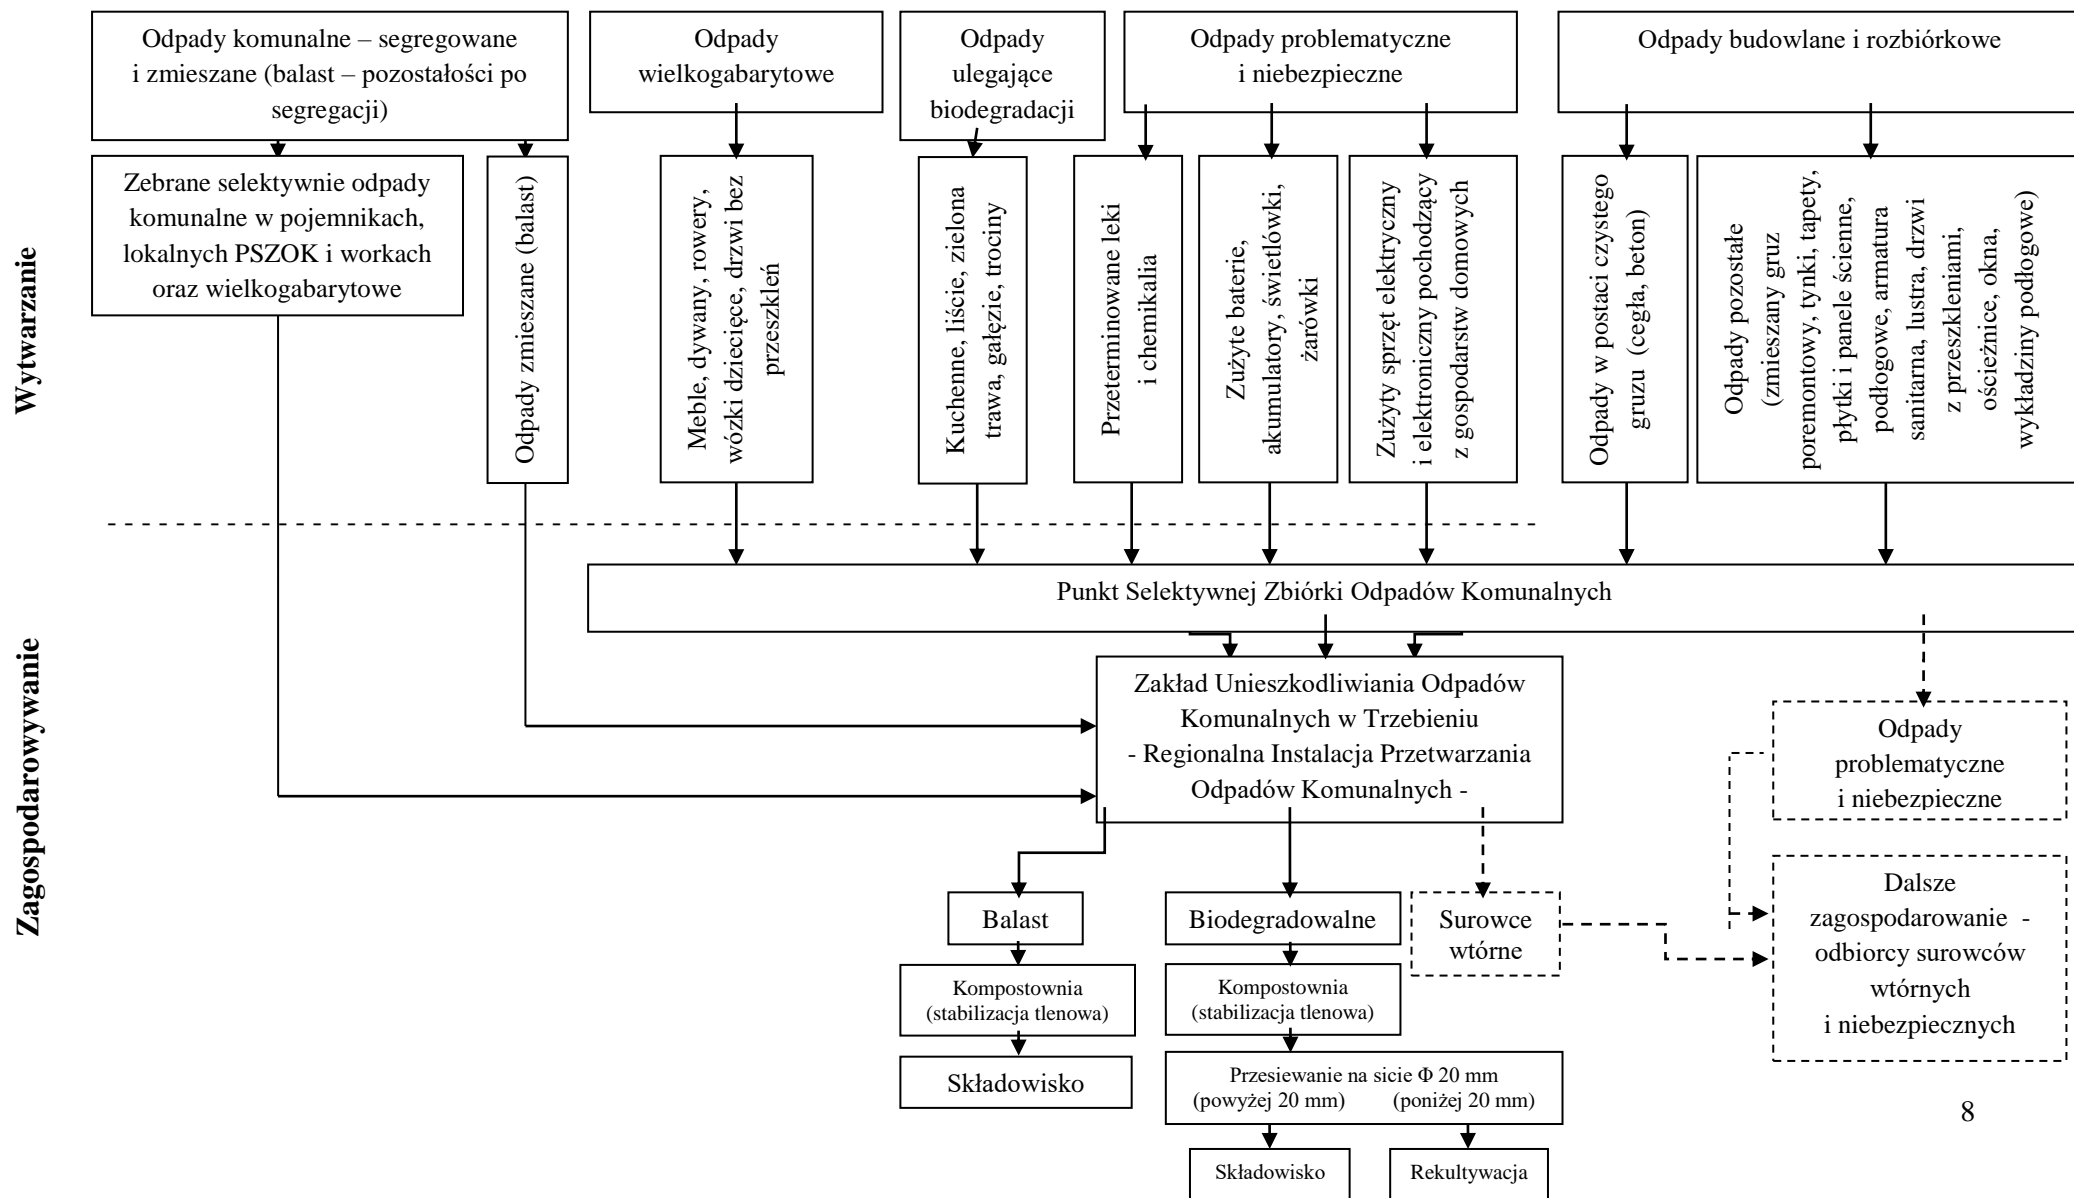 Odpady komunalne – segregowane
i zmieszane (balast – pozostałości po
segregacji)
Odpady
wielkogabarytowe
Odpady
ulegające
biodegradacji
Odpady problematyczne
i niebezpieczne
Odpady budowlane i rozbiórkowe
Wytwarzanie
Zebrane selektywnie odpady
komunalne w pojemnikach,
lokalnych PSZOK i workach
oraz wielkogabarytowe
Odpady zmieszane (balast)
Meble, dywany, rowery,
wózki dziecięce, drzwi bez
przeszkleń
Kuchenne, liście, zielona
trawa, gałęzie, trociny
Przeterminowane leki
i chemikalia
Zużyte baterie,
akumulatory, świetlówki,
żarówki
Zużyty sprzęt elektryczny
i elektroniczny pochodzący
z gospodarstw domowych
Odpady w postaci czystego
gruzu (cegła, beton)
Odpady pozostałe
(zmieszany gruz
poremontowy, tynki, tapety,
płytki i panele ścienne,
podłogowe, armatura
sanitarna, lustra, drzwi
z przeszkleniami,
ościeżnice, okna,
wykładziny podłogowe)
Zagospodarowywanie
Punkt Selektywnej Zbiórki Odpadów Komunalnych
Zakład Unieszkodliwiania Odpadów
Komunalnych w Trzebieniu
- Regionalna Instalacja Przetwarzania
Odpadów Komunalnych -
Odpady
problematyczne
i niebezpieczne
Balast
Biodegradowalne
Surowce
wtórne
Dalsze
zagospodarowanie -
odbiorcy surowców
wtórnych
i niebezpiecznych
Kompostownia
(stabilizacja tlenowa)
Kompostownia
(stabilizacja tlenowa)
Składowisko
Przesiewanie na sicie Φ 20 mm
(powyżej 20 mm) (poniżej 20 mm)
Składowisko
Rekultywacja
8